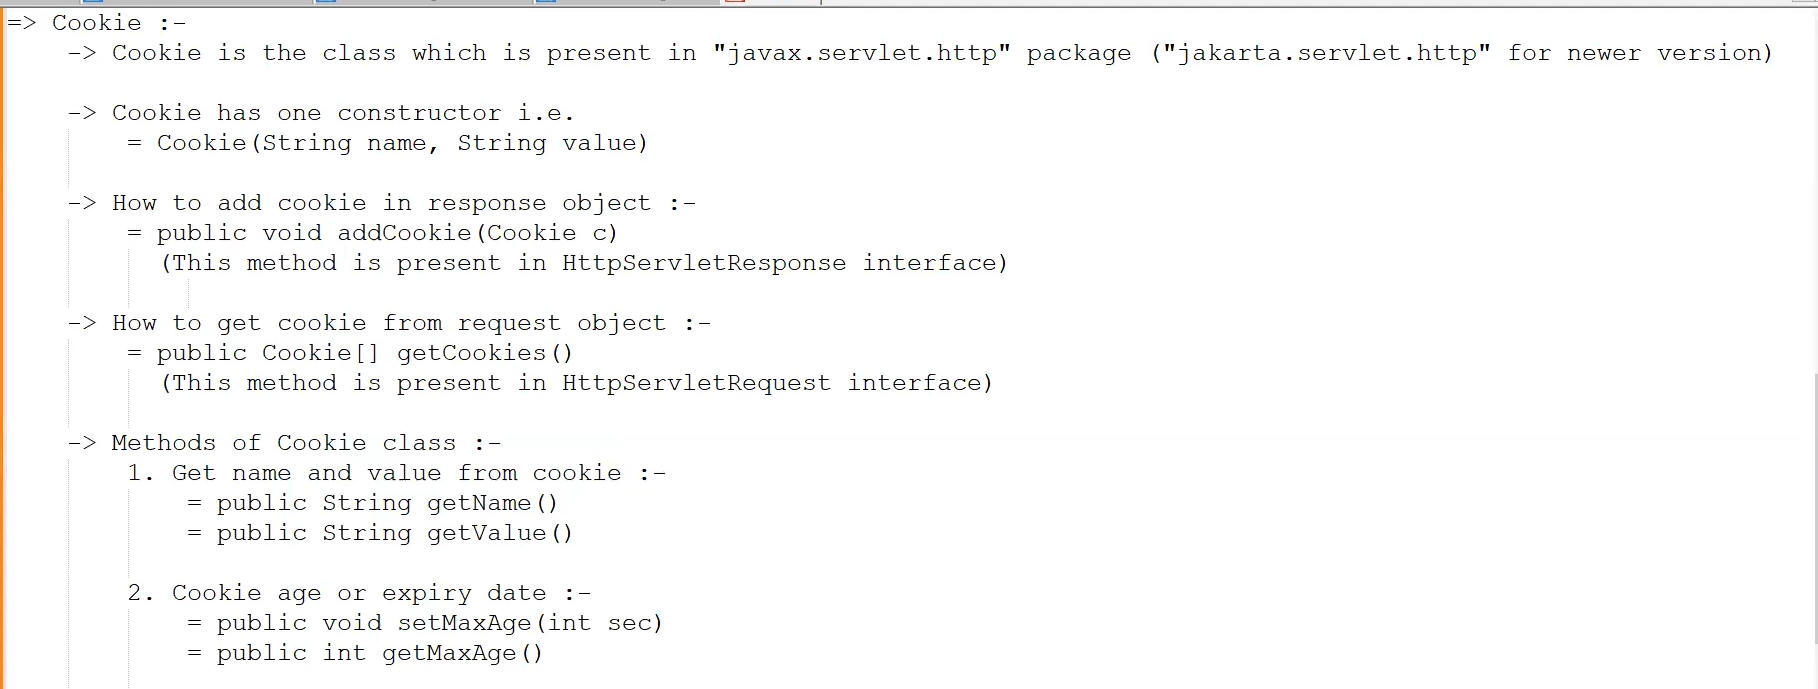 => Cookie :-
-> Cookie is the class which is present in "javax.servlet.http" package ("jakarta.servlet.http" for newer version)
-> Cookie has one constructor i.e.
= Cookie(String name, String value)
-> How to add cookie in response object :-
= public void addCookie(Cookie c)
(This method is present in HttpServletResponse interface)
-> How to get cookie from request object :-
= public Cookie[] getCookies()
(This method is present in HttpServletRequest interface)
-> Methods of Cookie class :-
1. Get name and value from cookie :-
= public String getName()
= public String getValue()
2. Cookie age or expiry date :-
= public void setMaxAge(int sec)
= public int getMaxAge()